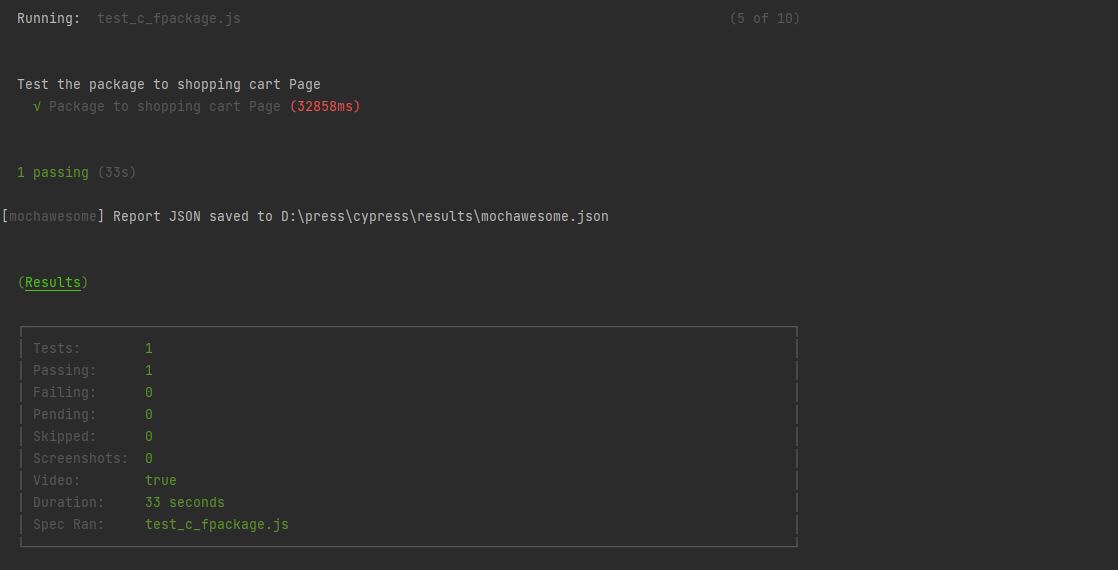 Running:  test_c_fpackage.js (5 of 10)
Test the package to shopping cart Page
√ Package to shopping cart Page (32858ms)
1 passing (33s)
[mochawesome] Report JSON saved to D:\press\cypress\results\mochawesome.json
(Results)
Tests: 1
Passing: 1
Failing: 0
Pending: 0
Skipped: 0
Screenshots: 0
Video: true
Duration: 33 seconds
Spec Ran: test_c_fpackage.js